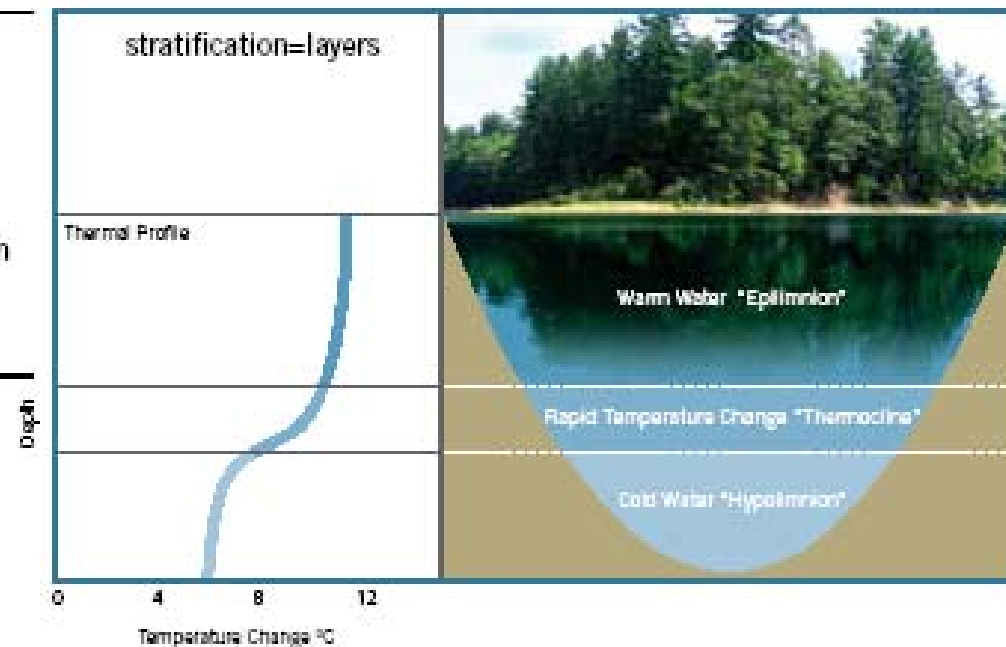 stratification=layers
Thermal Profile
Warm Water "Epilimnion"
Rapid Temperature Change "Thermocline"
Cold Water "Hypolimnion"
Depth
0 4 8 12
Temperature Change °C